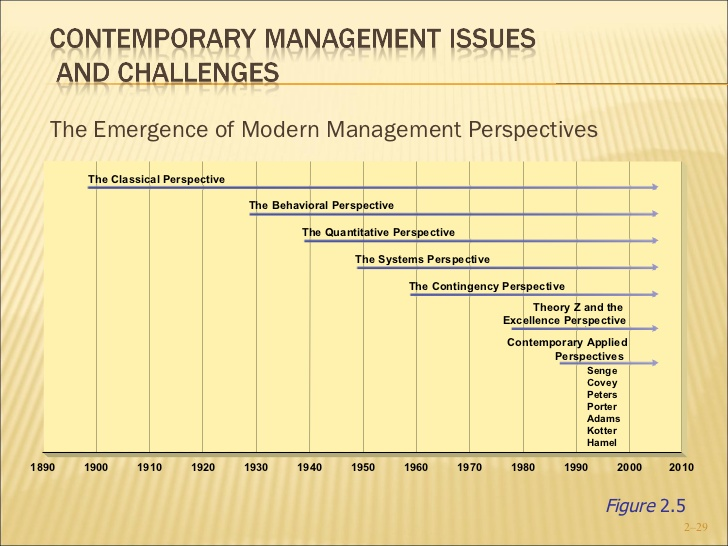 CONTEMPORARY MANAGEMENT ISSUES
AND CHALLENGES
The Emergence of Modern Management Perspectives
The Classical Perspective
The Behavioral Perspective
The Quantitative Perspective
The Systems Perspective
The Contingency Perspective
Theory Z and the
Excellence Perspective
Contemporary Applied
Perspectives
Senge
Covey
Peters
Porter
Adams
Kotter
Hamel
1890 1900 1910 1920 1930 1940 1950 1960 1970 1980 1990 2000 2010
Figure 2.5
2–29